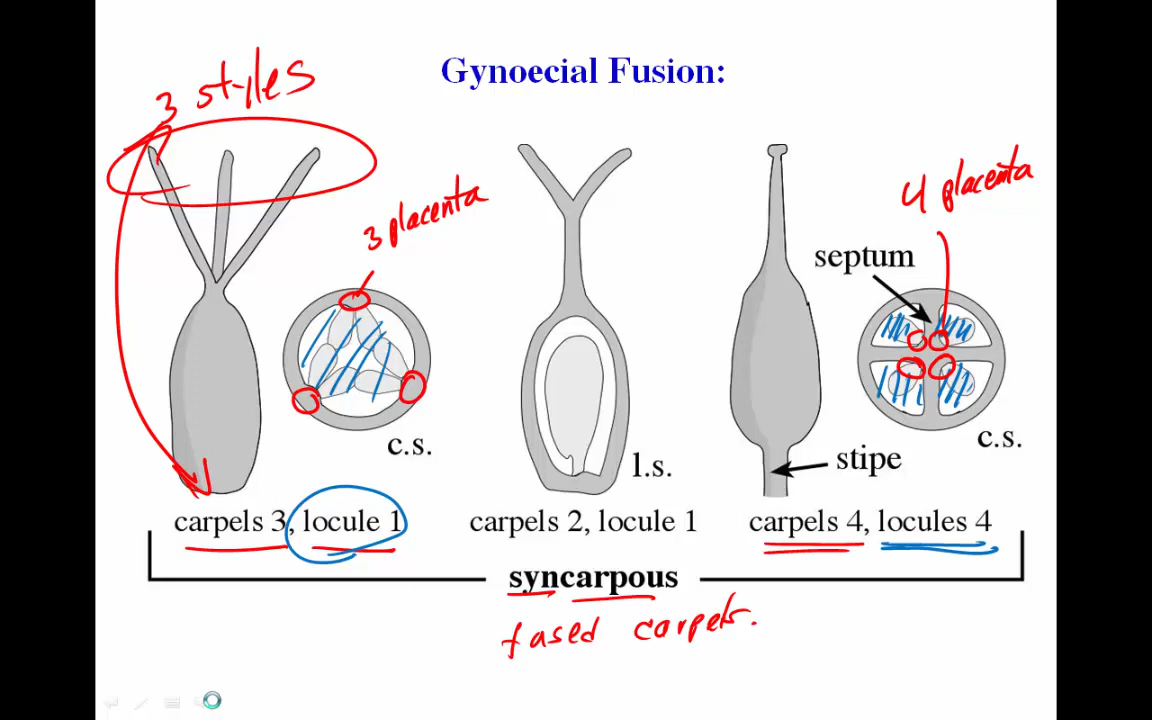 Gynoecial Fusion:
3 styles
3 placenta
4 placenta
septum
c.s.
l.s.
stipe
c.s.
carpels 3, locule 1
carpels 2, locule 1
carpels 4, locules 4
syncarpous
fused carpels.